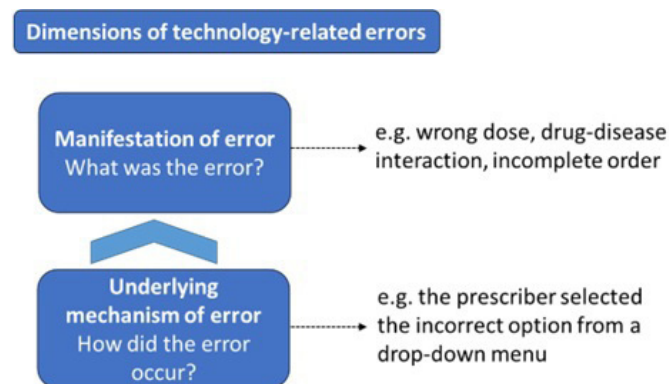 Dimensions of technology-related errors
Manifestation of error
What was the error?
e.g. wrong dose, drug-disease
interaction, incomplete order
Underlying
mechanism of error
How did the error
occur?
e.g. the prescriber selected
the incorrect option from a
drop-down menu